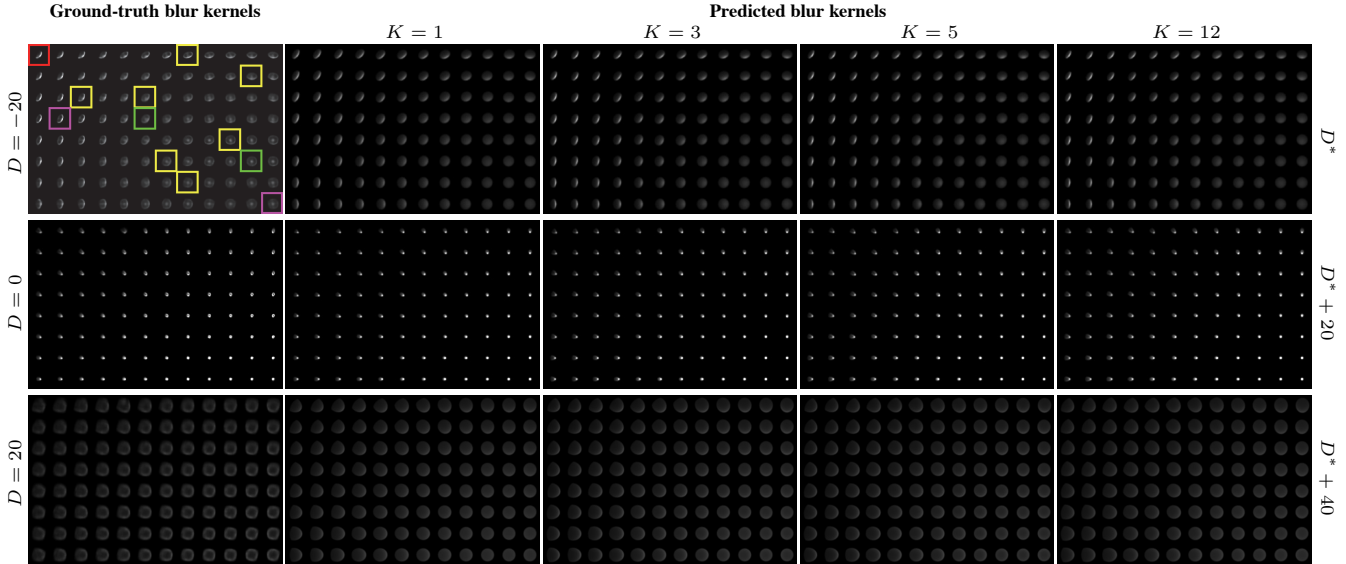 Ground-truth blur kernels
Predicted blur kernels
K = 1
K = 3
K = 5
K = 12
D = −20
D*
D = 0
D* + 20
D = 20
D* + 40